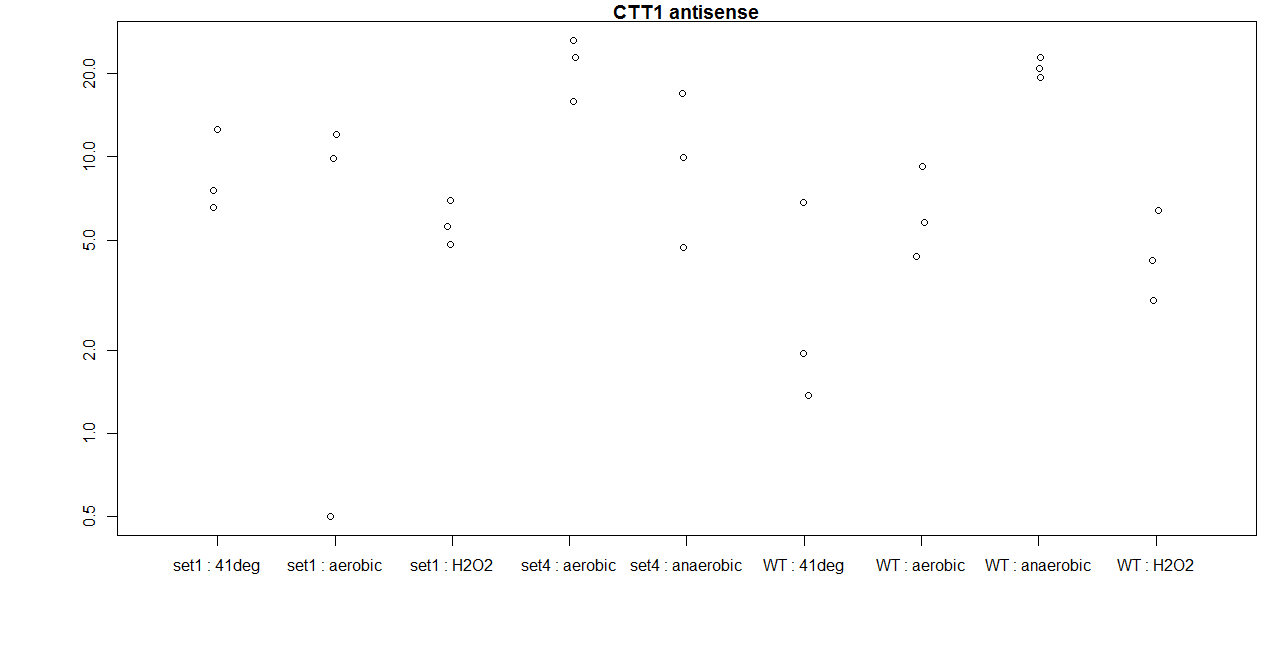 CTT1 antisense
20.0
10.0
5.0
2.0
1.0
0.5
set1 : 41deg
set1 : aerobic
set1 : H2O2
set4 : aerobic
set4 : anaerobic
WT : 41deg
WT : aerobic
WT : anaerobic
WT : H2O2